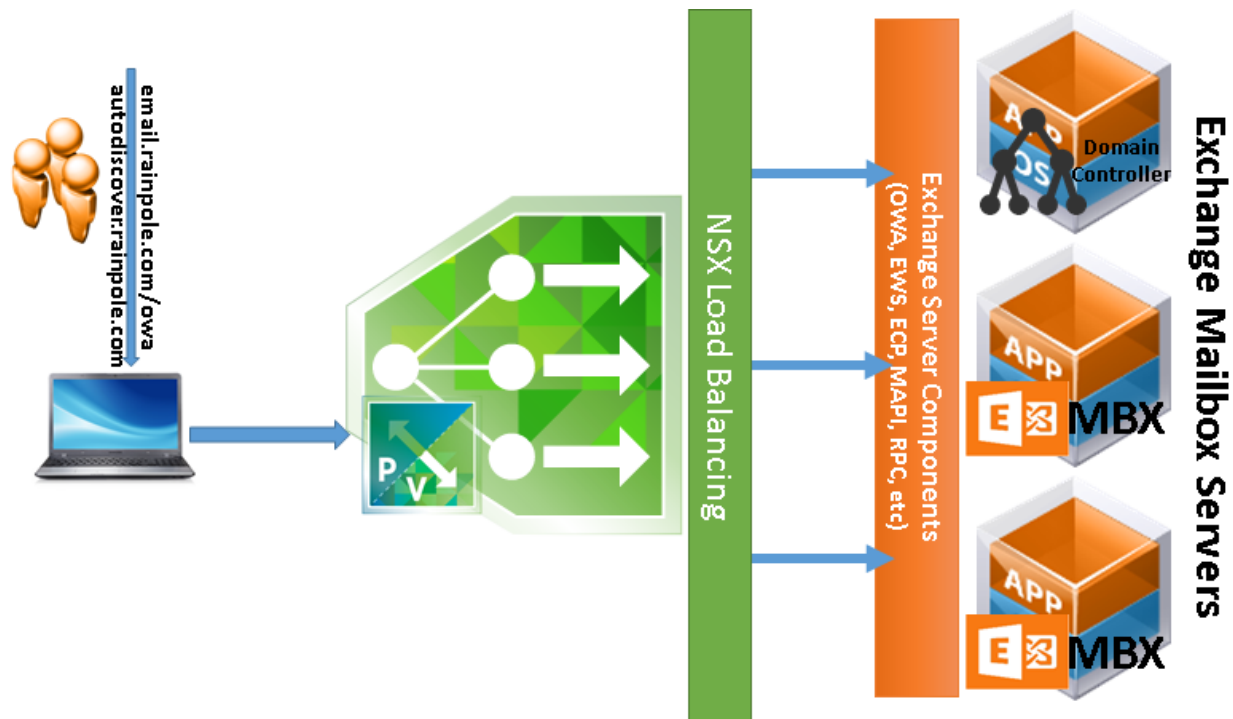 email.rainpole.com/owa
autodiscover.rainpole.com
P
V
NSX Load Balancing
Exchange Server Components
(OWA, EWS, ECP, MAPI, RPC, etc)
APP
OS
Domain
Controller
APP
E
MBX
APP
E
MBX
Exchange Mailbox Servers